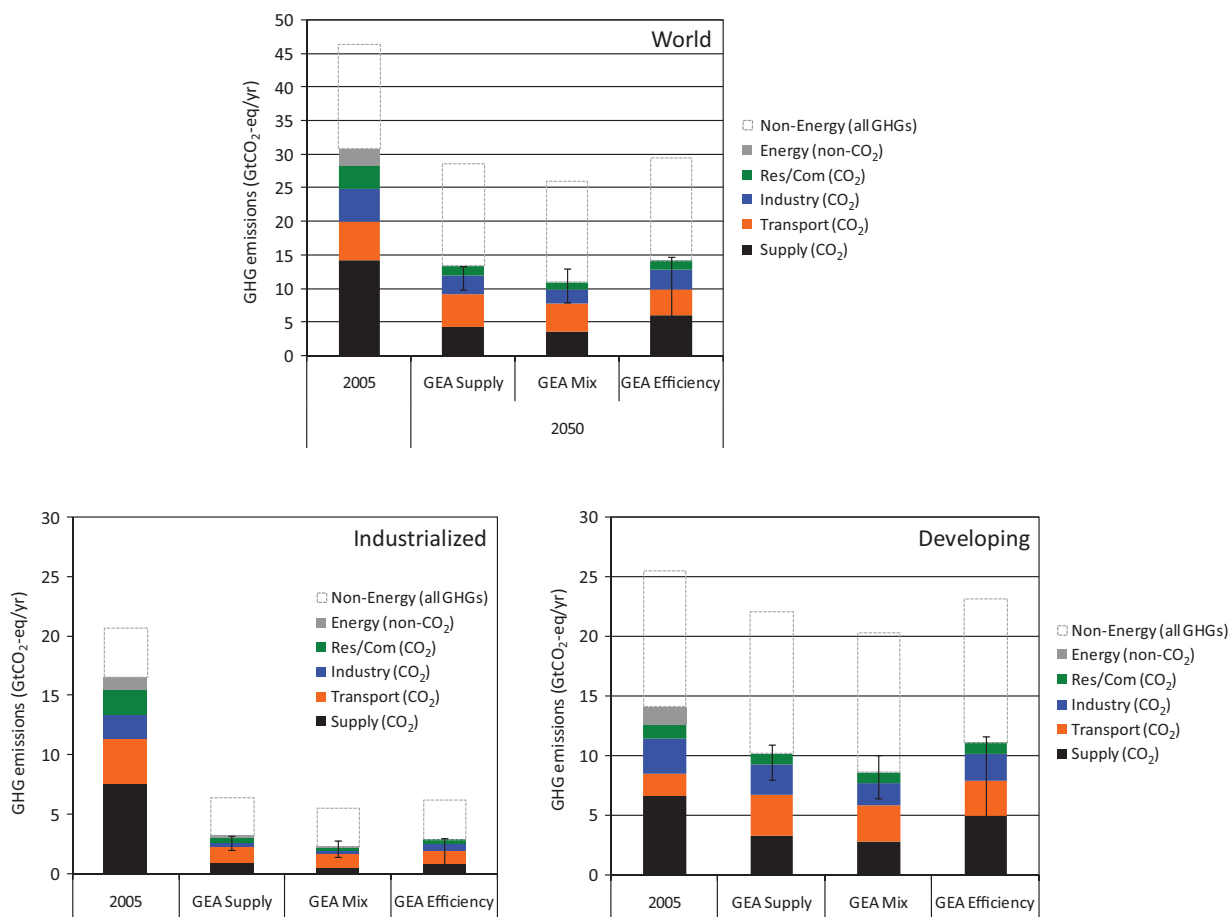 World
GHG emissions (GtCO₂-eq/yr)
50
45
40
35
30
25
20
15
10
5
0
Non-Energy (all GHGs)
Energy (non-CO₂)
Res/Com (CO₂)
Industry (CO₂)
Transport (CO₂)
Supply (CO₂)
2005
GEA Supply
GEA Mix
GEA Efficiency
2050
Industrialized
GHG emissions (GtCO₂-eq/yr)
30
25
20
15
10
5
0
Non-Energy (all GHGs)
Energy (non-CO₂)
Res/Com (CO₂)
Industry (CO₂)
Transport (CO₂)
Supply (CO₂)
2005
GEA Supply
GEA Mix
GEA Efficiency
Developing
GHG emissions (GtCO₂-eq/yr)
30
25
20
15
10
5
0
Non-Energy (all GHGs)
Energy (non-CO₂)
Res/Com (CO₂)
Industry (CO₂)
Transport (CO₂)
Supply (CO₂)
2005
GEA Supply
GEA Mix
GEA Efficiency